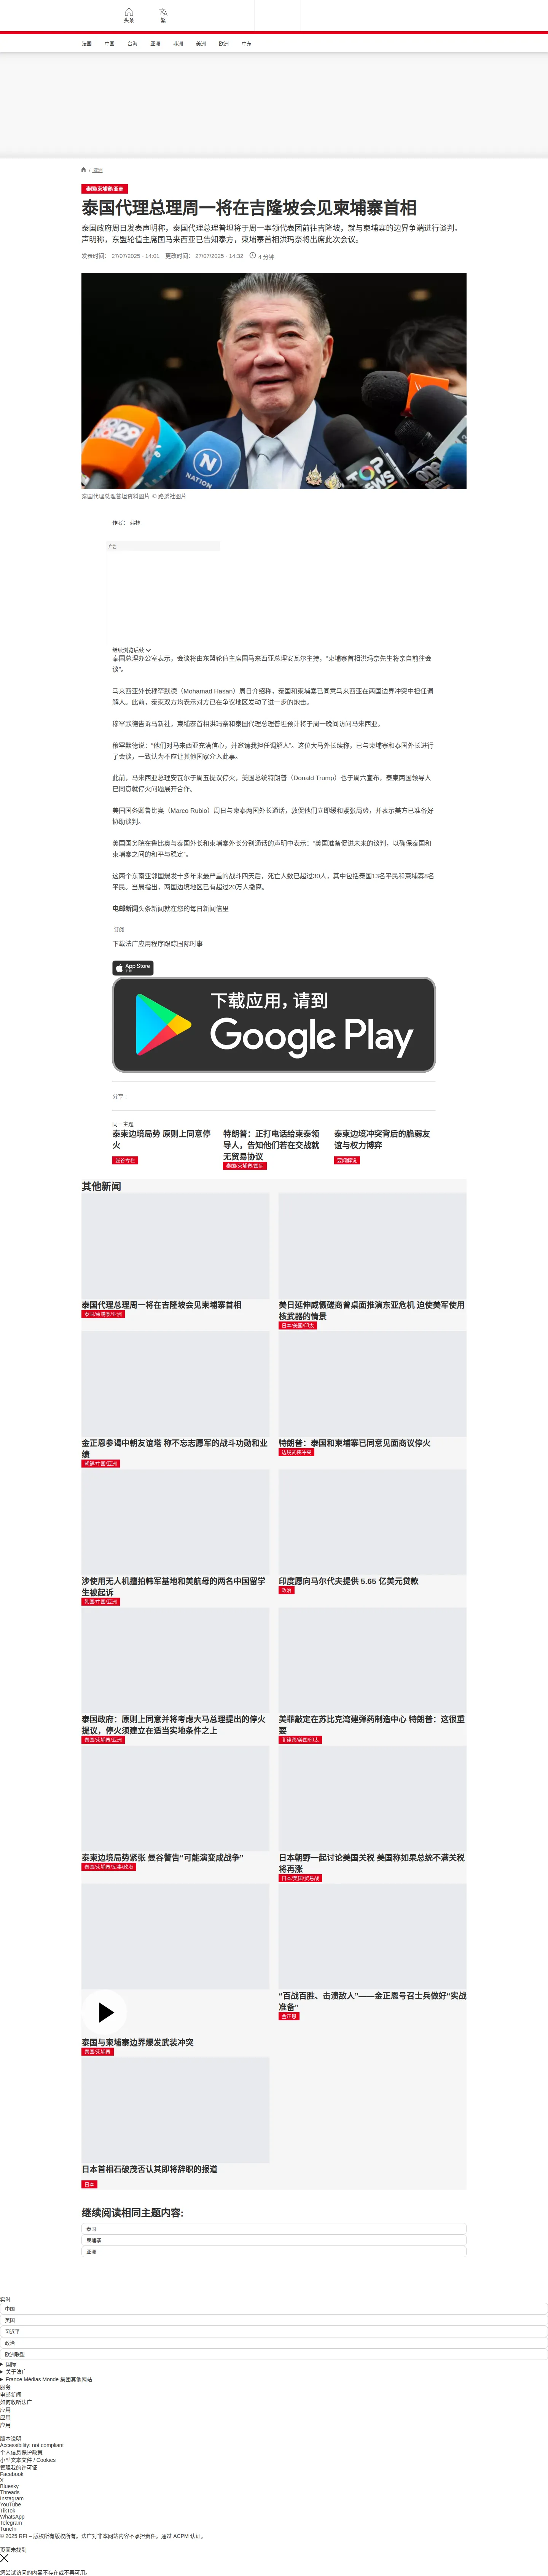 头条
繁
法国
中国
台海
亚洲
非洲
美洲
欧洲
中东
/ 亚洲
泰国/柬埔寨/亚洲
泰国代理总理周一将在吉隆坡会见柬埔寨首相
泰国政府周日发表声明称，泰国代理总理普坦将于周一率领代表团前往吉隆坡，就与柬埔寨的边界争端进行谈判。
声明称，东盟轮值主席国马来西亚已告知泰方，柬埔寨首相洪玛奈将出席此次会议。
发表时间： 27/07/2025 - 14:01 更改时间： 27/07/2025 - 14:32 4 分钟
泰国代理总理普坦资料图片 © 路透社图片
作者： 弗林
广告
继续浏览后续
泰国总理办公室表示，会谈将由东盟轮值主席国马来西亚总理安瓦尔主持，“柬埔寨首相洪玛奈先生将亲自前往会
谈”。
马来西亚外长穆罕默德（Mohamad Hasan）周日介绍称，泰国和柬埔寨已同意马来西亚在两国边界冲突中担任调
解人。此前，泰柬双方均表示对方已在争议地区发动了进一步的炮击。
穆罕默德告诉马新社，柬埔寨首相洪玛奈和泰国代理总理普坦预计将于周一晚间访问马来西亚。
穆罕默德说：“他们对马来西亚充满信心，并邀请我担任调解人”。这位大马外长续称，已与柬埔寨和泰国外长进行
了会谈，一致认为不应让其他国家介入此事。
此前，马来西亚总理安瓦尔于周五提议停火，美国总统特朗普（Donald Trump）也于周六宣布，泰柬两国领导人
已同意就停火问题展开合作。
美国国务卿鲁比奥（Marco Rubio）周日与柬泰两国外长通话，敦促他们立即缓和紧张局势，并表示美方已准备好
协助谈判。
美国国务院在鲁比奥与泰国外长和柬埔寨外长分别通话的声明中表示：“美国准备促进未来的谈判，以确保泰国和
柬埔寨之间的和平与稳定”。
这两个东南亚邻国爆发十多年来最严重的战斗四天后，死亡人数已超过30人，其中包括泰国13名平民和柬埔寨8名
平民。当局指出，两国边境地区已有超过20万人撤离。
电邮新闻头条新闻就在您的每日新闻信里
订阅
下载法广应用程序跟踪国际时事
App Store
下载
下载应用，请到
Google Play
分享 :
同一主题
泰柬边境局势 原则上同意停
火
曼谷专栏
特朗普：正打电话给柬泰领
导人，告知他们若在交战就
无贸易协议
泰国/柬埔寨/国际
泰柬边境冲突背后的脆弱友
谊与权力博弈
要闻解说
其他新闻
泰国代理总理周一将在吉隆坡会见柬埔寨首相
泰国/柬埔寨/亚洲
美日延伸威慑磋商曾桌面推演东亚危机 迫使美军使用
核武器的情景
日本/美国/印太
金正恩参谒中朝友谊塔 称不忘志愿军的战斗功勋和业
绩
朝鲜/中国/亚洲
特朗普：泰国和柬埔寨已同意见面商议停火
边境武装冲突
涉使用无人机擅拍韩军基地和美航母的两名中国留学
生被起诉
韩国/中国/亚洲
印度愿向马尔代夫提供 5.65 亿美元贷款
政治
泰国政府：原则上同意并将考虑大马总理提出的停火
提议，停火须建立在适当实地条件之上
泰国/柬埔寨/亚洲
美菲敲定在苏比克湾建弹药制造中心 特朗普：这很重
要
菲律宾/美国/印太
泰柬边境局势紧张 曼谷警告“可能演变成战争”
泰国/柬埔寨/军事/政治
日本朝野一起讨论美国关税 美国称如果总统不满关税
将再涨
日本/美国/贸易战
泰国与柬埔寨边界爆发武装冲突
泰国/柬埔寨
“百战百胜、击溃敌人”——金正恩号召士兵做好“实战
准备”
金正恩
日本首相石破茂否认其即将辞职的报道
日本
继续阅读相同主题内容:
泰国
柬埔寨
亚洲
实时
中国
美国
习近平
政治
欧洲联盟
国际
关于法广
France Médias Monde 集团其他网站
服务
电邮新闻
如何收听法广
应用
应用
应用
版本说明
Accessibility: not compliant
个人信息保护政策
小型文本文件 / Cookies
管理我的许可证
Facebook
X
Bluesky
Threads
Instagram
YouTube
TikTok
WhatsApp
Telegram
TuneIn
© 2025 RFI – 版权所有版权所有。法广对非本网站内容不承担责任。通过 ACPM 认证。
页面未找到
您尝试访问的内容不存在或不再可用。